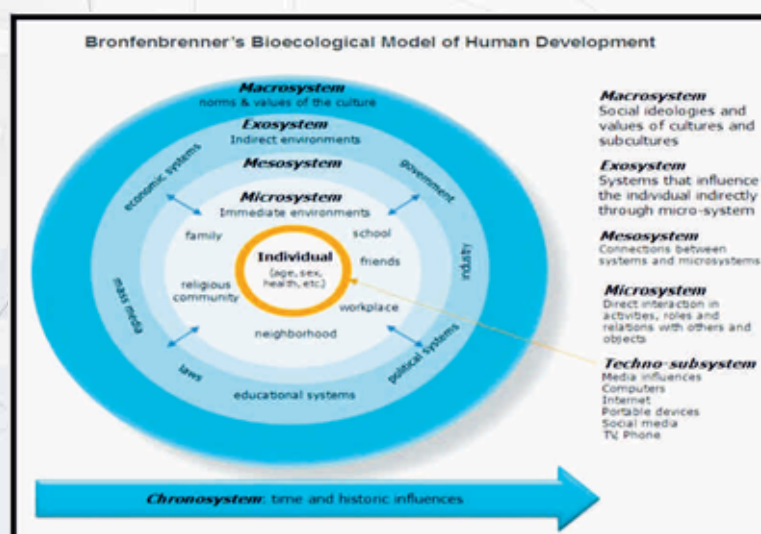 Bronfenbrenner's Bioecological Model of Human Development
Macrosystem
norms & values of the culture
Exosystem
Indirect environments
Mesosystem
Microsystem
Immediate environments
economic systems
government
family
school
Individual
(age, sex,
health, etc.)
friends
industry
religious
community
workplace
mass media
neighborhood
laws
political systems
educational systems
Macrosystem
Social ideologies and
values of cultures and
subcultures
Exosystem
Systems that influence
the individual indirectly
through micro-system
Mesosystem
Connections between
systems and microsystems
Microsystem
Direct interaction in
activities, roles and
relations with others and
objects
Techno-subsystem
Media influences
Computers
Internet
Portable devices
Social media
TV, Phone
Chronosystem: time and historic influences